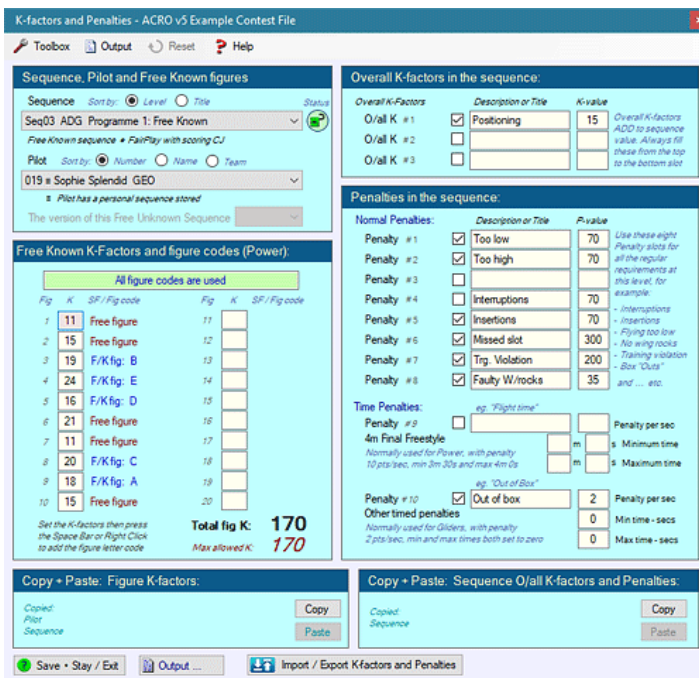 K-factors and Penalties - ACRO v5 Example Contest File
Toolbox Output Reset Help
Sequence, Pilot and Free Known figures
Sequence Sort by: Level Title Status
Seq03 ADG Programme 1: Free Known
Free Known sequence • FairPlay with scoring CJ
Pilot Sort by: Number Name Team
019 ¤ Sophie Splendid GEO
¤ Pilot has a personal sequence stored
The version of this Free Unknown Sequence
Free Known K-Factors and figure codes (Power):
All figure codes are used
Fig K SF / Fig code Fig K SF / Fig code
1 11 Free figure 11
2 15 Free figure 12
3 19 F/K fig: B 13
4 24 F/K fig: E 14
5 16 F/K fig: D 15
6 21 Free figure 16
7 11 Free figure 17
8 20 F/K fig: C 18
9 18 F/K fig: A 19
10 15 Free figure 20
Set the K-factors then press
the Space Bar or Right Click
to add the figure letter code
Total fig K: 170
Max allowed K: 170
Overall K-factors in the sequence:
Overall K-Factors Description or Title K-value
O/all K #1 Positioning 15
O/all K #2
O/all K #3
Overall K-factors
ADD to sequence
value. Always fill
these from the top
to the bottom slot
Penalties in the sequence:
Normal Penalties: Description or Title P-value
Penalty #1 Too low 70
Penalty #2 Too high 70
Penalty #3
Penalty #4 Interruptions 70
Penalty #5 Insertions 70
Penalty #6 Missed slot 300
Penalty #7 Trg. Violation 200
Penalty #8 Faulty W/rocks 35
Use these eight
Penalty slots for
all the regular
requirements at
this level, for
example:
- Interruptions
- Insertions
- Flying too low
- No wing rocks
- Training violation
- Box "Outs"
and ... etc.
Time Penalties: eg. "Flight time"
Penalty #9 Penalty per sec
4m Final Freestyle m s Minimum time
Normally used for Power, with penalty
10 pts/sec, min 3m 30s and max 4m 0s
m s Maximum time
eg. "Out of Box"
Penalty #10 Out of box 2 Penalty per sec
Other timed penalties 0 Min time - secs
Normally used for Gliders, with penalty
2 pts/sec, min and max times both set to zero
0 Max time - secs
Copy + Paste: Figure K-factors:
Copied:
Pilot
Sequence
Copy
Paste
Copy + Paste: Sequence O/all K-factors and Penalties:
Copied:
Sequence
Copy
Paste
Save • Stay / Exit Output ... Import / Export K-factors and Penalties